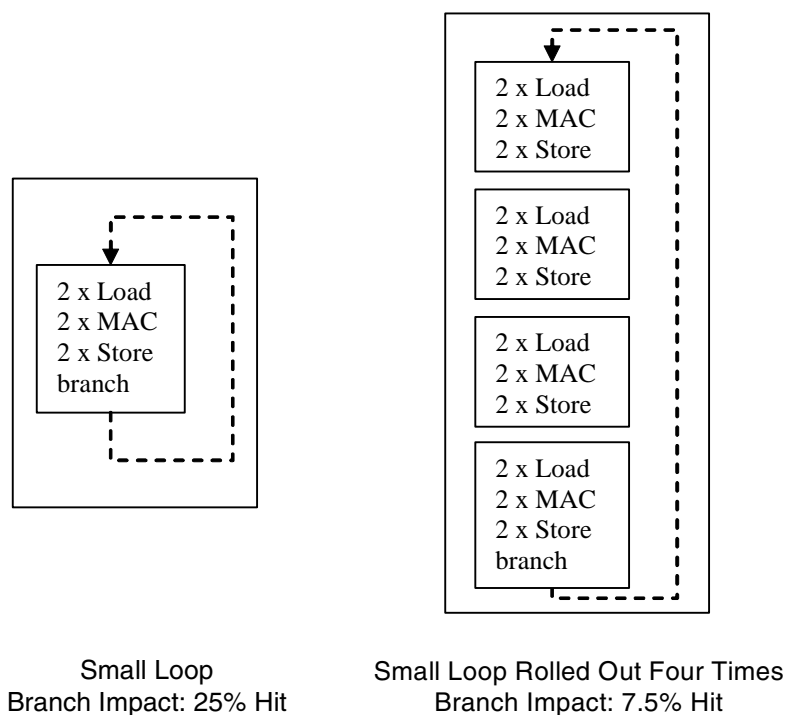 2 x Load
2 x MAC
2 x Store
branch
Small Loop
Branch Impact: 25% Hit
2 x Load
2 x MAC
2 x Store
2 x Load
2 x MAC
2 x Store
2 x Load
2 x MAC
2 x Store
2 x Load
2 x MAC
2 x Store
branch
Small Loop Rolled Out Four Times
Branch Impact: 7.5% Hit